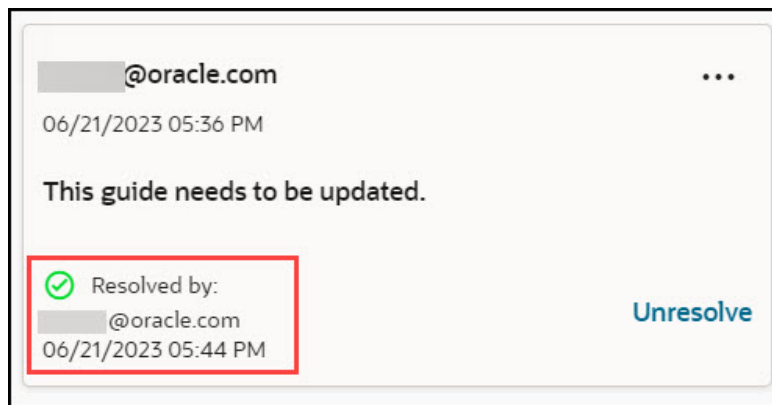 @oracle.com
...
06/21/2023 05:36 PM
This guide needs to be updated.
Resolved by:
@oracle.com
06/21/2023 05:44 PM
Unresolve